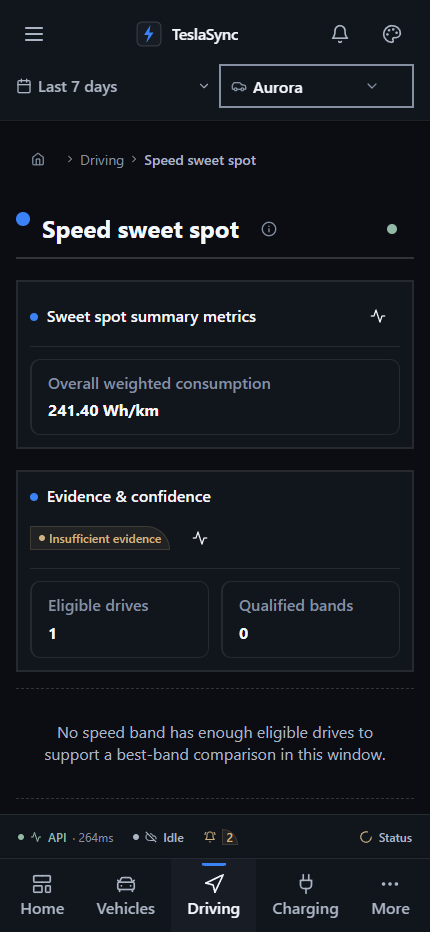 TeslaSync
Last 7 days
Aurora
Driving
Speed sweet spot
Speed sweet spot
Sweet spot summary metrics
Overall weighted consumption
241.40 Wh/km
Evidence & confidence
Insufficient evidence
Eligible drives
1
Qualified bands
0
No speed band has enough eligible drives to
support a best-band comparison in this window.
API · 264ms
Idle
2
Status
Home
Vehicles
Driving
Charging
More